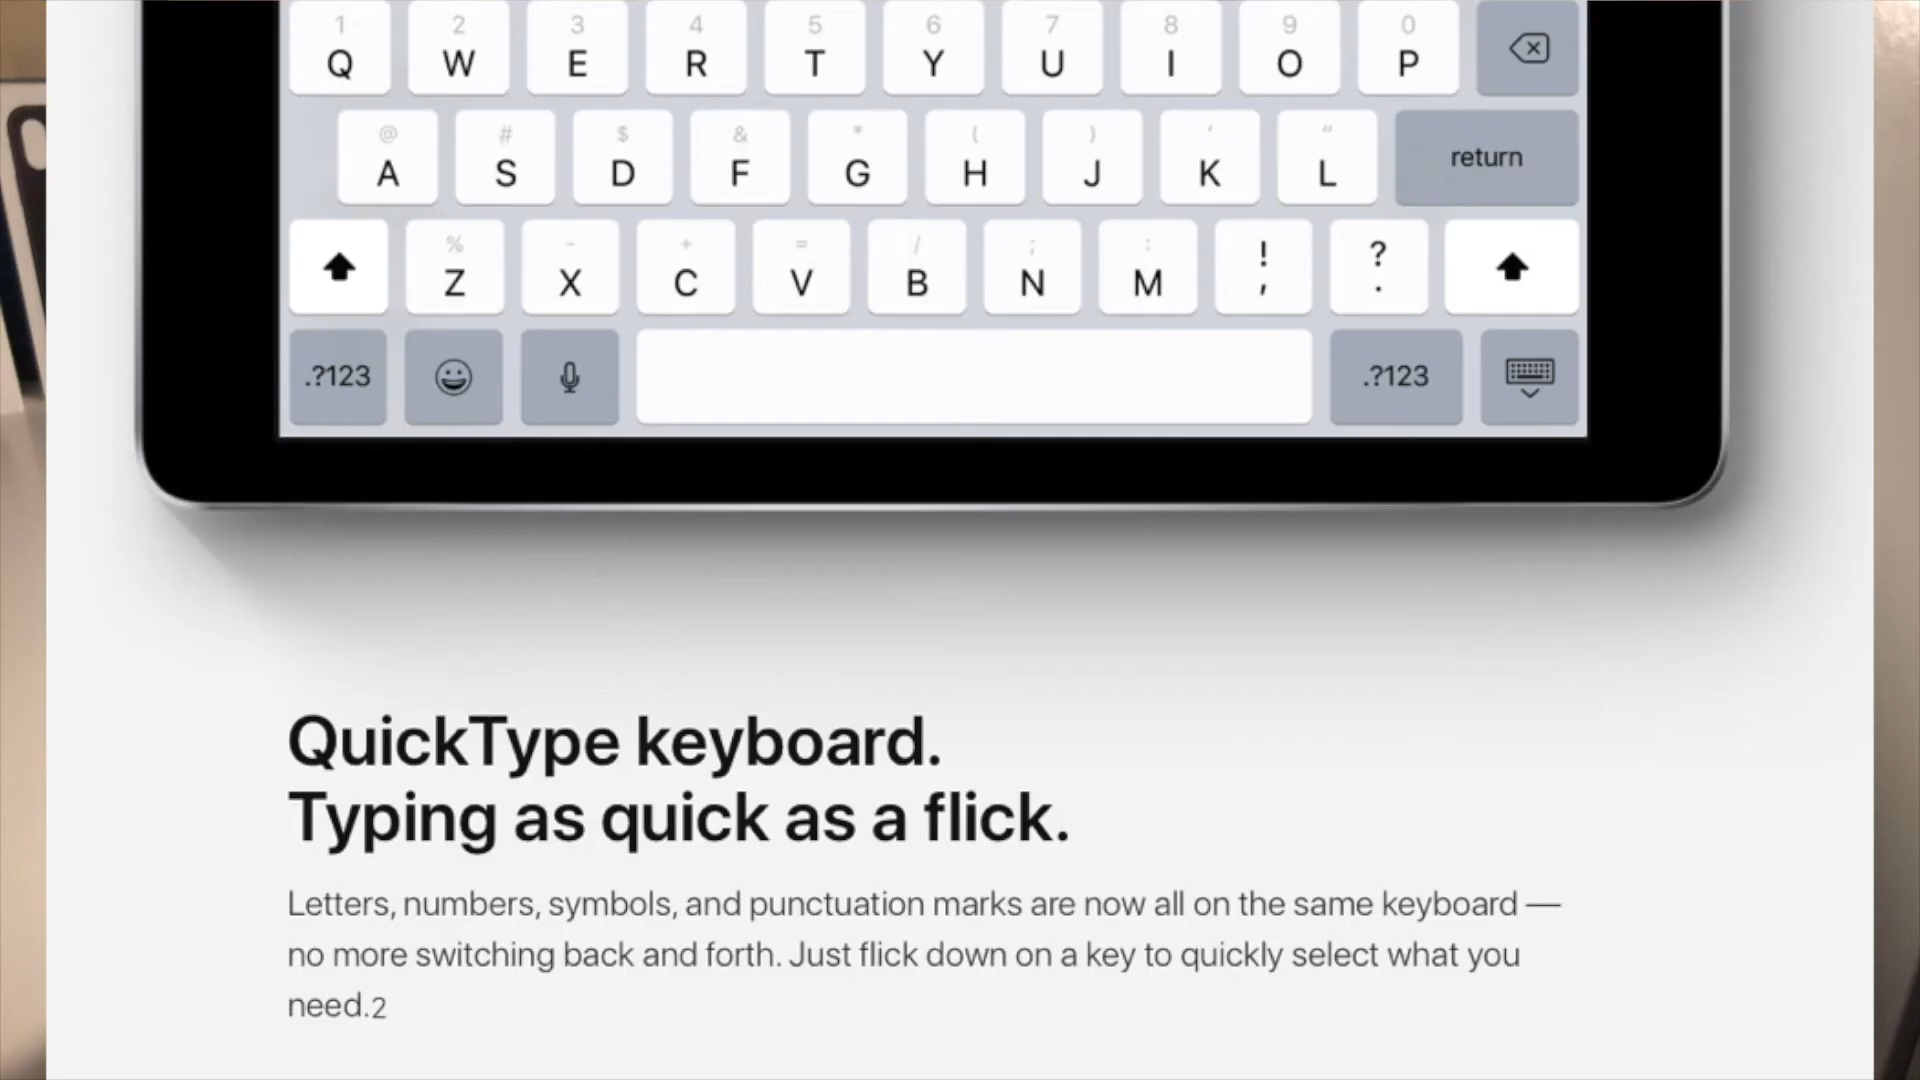 1 2 3 4 5 6 7 8 9 0
Q W E R T Y U I O P
@ # $ & * ( ) ' "
A S D F G H J K L return
% - + = / ; : ! ?
Z X C V B N M , .
.?123 .?123
QuickType keyboard.
Typing as quick as a flick.
Letters, numbers, symbols, and punctuation marks are now all on the same keyboard —
no more switching back and forth. Just flick down on a key to quickly select what you
need.2